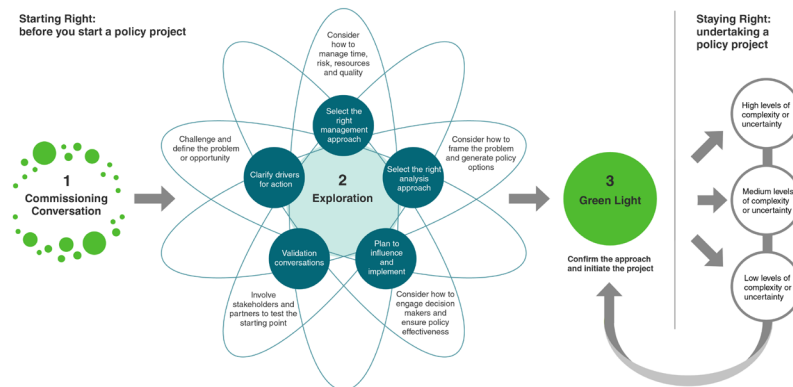 Starting Right:
before you start a policy project
Staying Right:
undertaking a
policy project
1
Commissioning
Conversation
Consider
how to
manage time,
risk, resources
and quality
Select the
right
management
approach
Challenge and
define the problem
or opportunity
Clarify drivers
for action
2
Exploration
Consider how to
frame the problem
and generate policy
options
Select the right
analysis
approach
Validation
conversations
Plan to
influence and
implement
Involve
stakeholders and
partners to test the
starting point
Consider how to
engage decision
makers and
ensure policy
effectiveness
3
Green Light
Confirm the approach
and initiate the project
High levels of
complexity or
uncertainty
Medium levels
of complexity
or uncertainty
Low levels of
complexity or
uncertainty